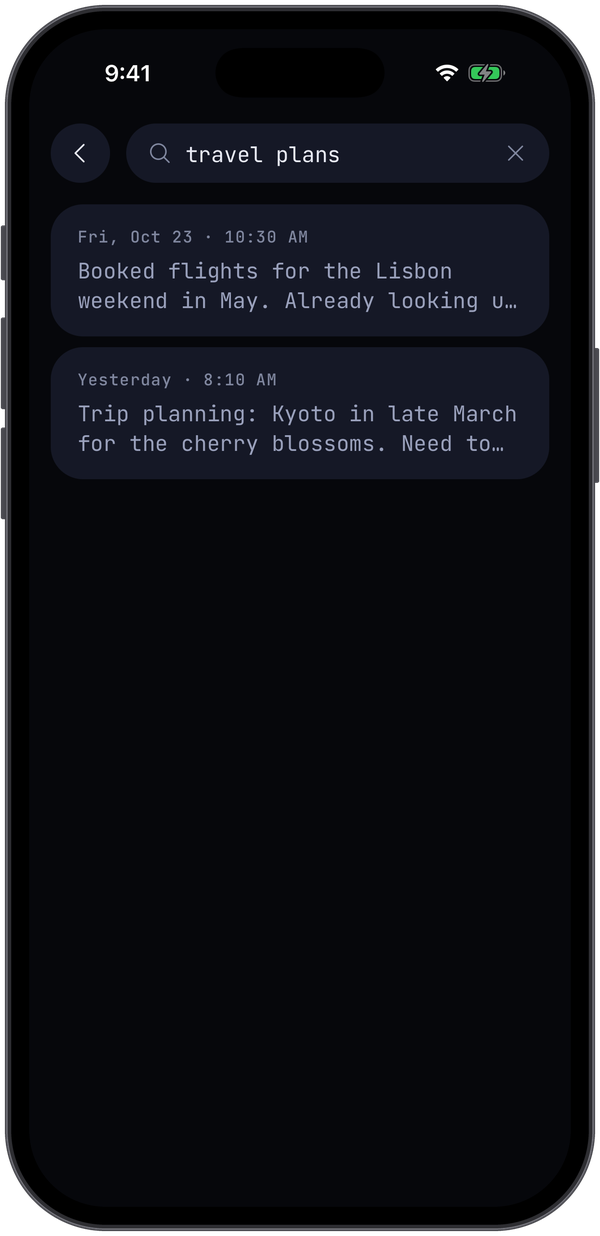 9:41
travel plans
Fri, Oct 23 · 10:30 AM
Booked flights for the Lisbon
weekend in May. Already looking u…
Yesterday · 8:10 AM
Trip planning: Kyoto in late March
for the cherry blossoms. Need to…